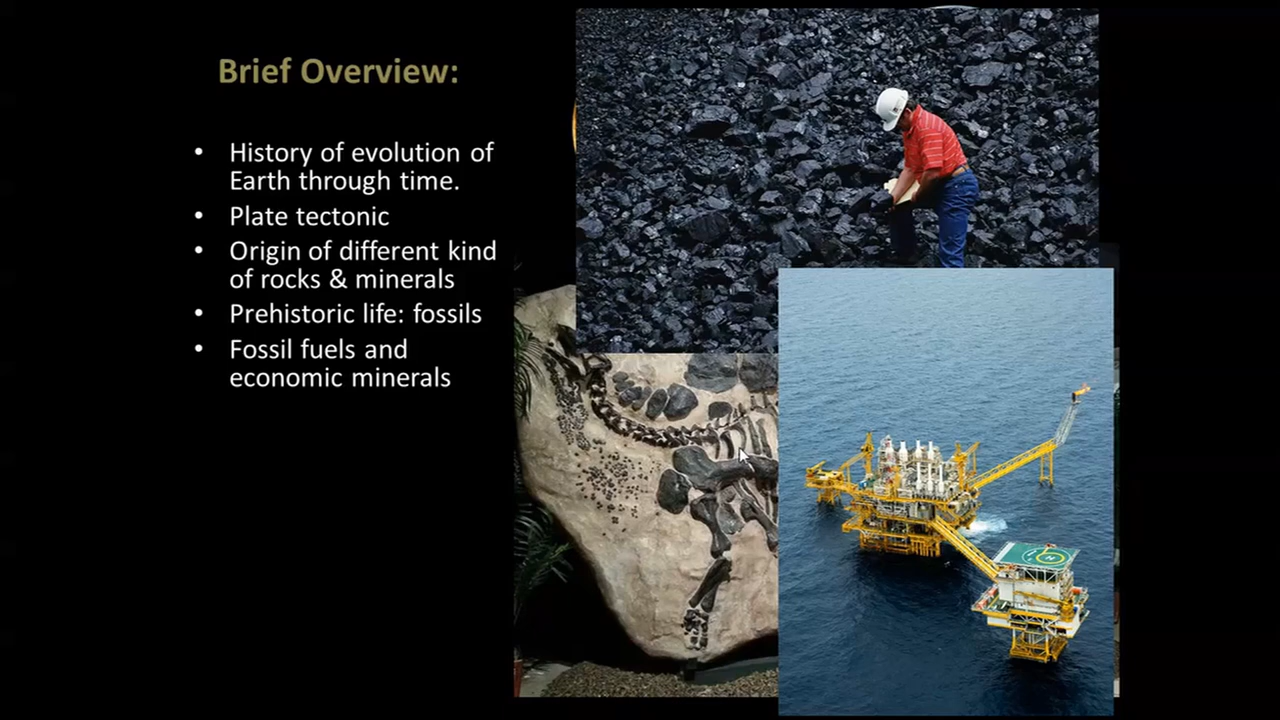 Brief Overview:
• History of evolution of
Earth through time.
• Plate tectonic
• Origin of different kind
of rocks & minerals
• Prehistoric life: fossils
• Fossil fuels and
economic minerals